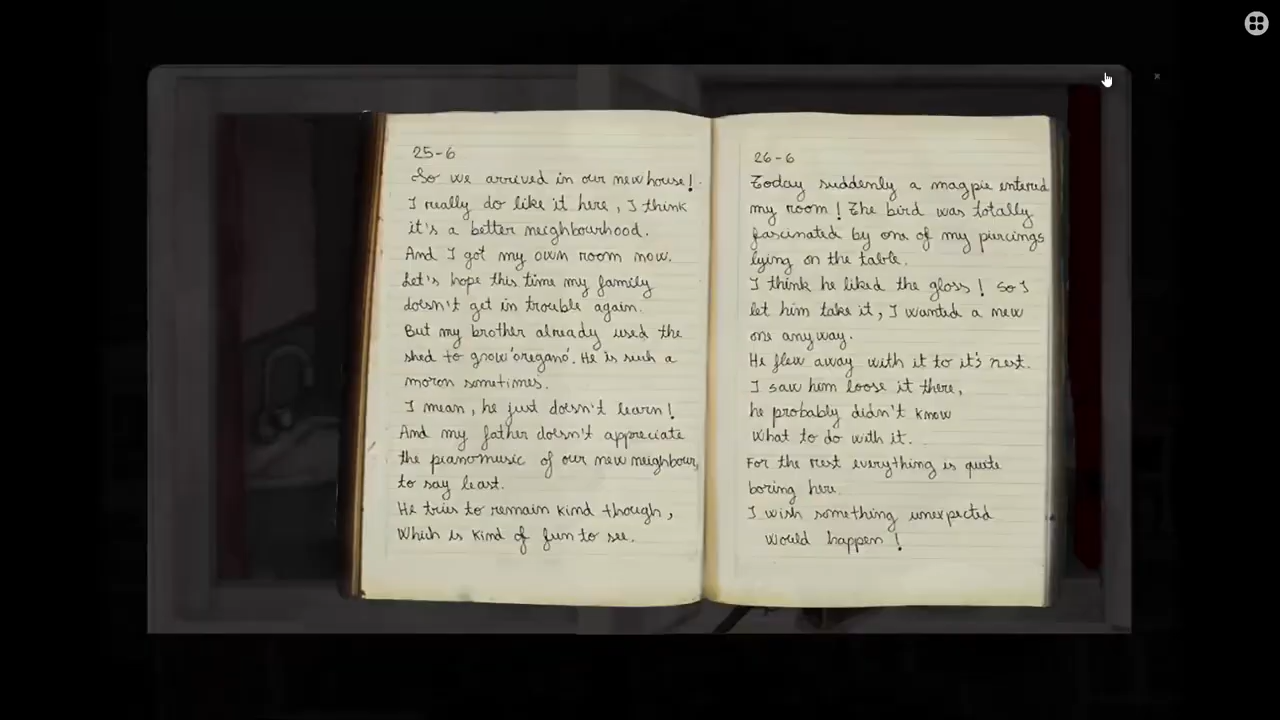 25-6
So we arrived in our new house!
I really do like it here, I think
it's a better neighbourhood.
And I got my own room now.
Let's hope this time my family
doesn't get in trouble again.
But my brother already used the
shed to grow 'oregano'. He is such a
moron sometimes.
I mean, he just doesn't learn!
And my father doesn't appreciate
the pianomusic of our new neighbour,
to say least.
He tries to remain kind though,
Which is kind of fun to see.
26-6
Today suddenly a magpie entered
my room! The bird was totally
fascinated by one of my piercings
lying on the table.
I think he liked the gloss! So I
let him take it, I wanted a new
one anyway.
He flew away with it to it's nest.
I saw him loose it there,
he probably didn't know
What to do with it.
For the rest everything is quite
boring here.
I wish something unexpected
would happen!